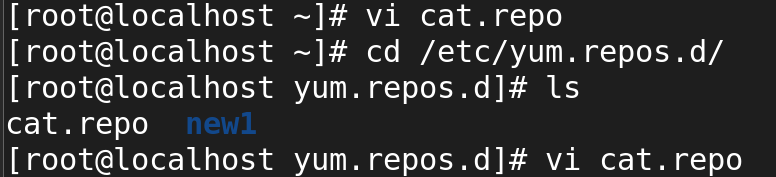 [root@localhost ~]# vi cat.repo
[root@localhost ~]# cd /etc/yum.repos.d/
[root@localhost yum.repos.d]# ls
cat.repo  new1
[root@localhost yum.repos.d]# vi cat.repo